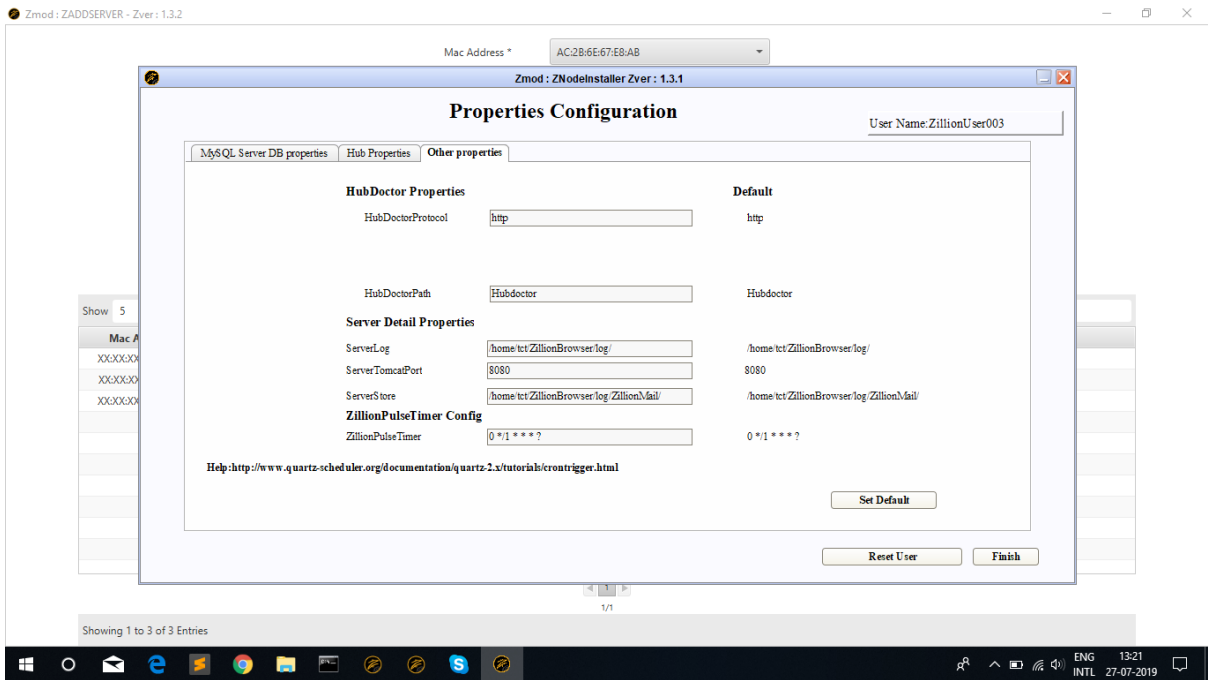 Zmod : ZADDSERVER - Zver : 1.3.2
Mac Address * AC:2B:6E:67:E8:AB
Zmod : ZNodeInstaller Zver : 1.3.1
Properties Configuration
User Name:ZillionUser003
MySQL Server DB properties Hub Properties Other properties
HubDoctor Properties Default
HubDoctorProtocol http http
HubDoctorPath Hubdoctor Hubdoctor
Show 5
Server Detail Properties
Mac A
ServerLog /home/tct/ZillionBrowser/log/ /home/tct/ZillionBrowser/log/
XX:XX:XX
ServerTomcatPort 8080 8080
XX:XX:XX
ServerStore /home/tct/ZillionBrowser/log/ZillionMail/ /home/tct/ZillionBrowser/log/ZillionMail/
XX:XX:XX
ZillionPulseTimer Config
ZillionPulseTimer 0 */1 * * * ? 0 */1 * * * ?
Help:http://www.quartz-scheduler.org/documentation/quartz-2.x/tutorials/crontrigger.html
Set Default
Reset User Finish
1
1/1
Showing 1 to 3 of 3 Entries
ENG 13:21
INTL 27-07-2019